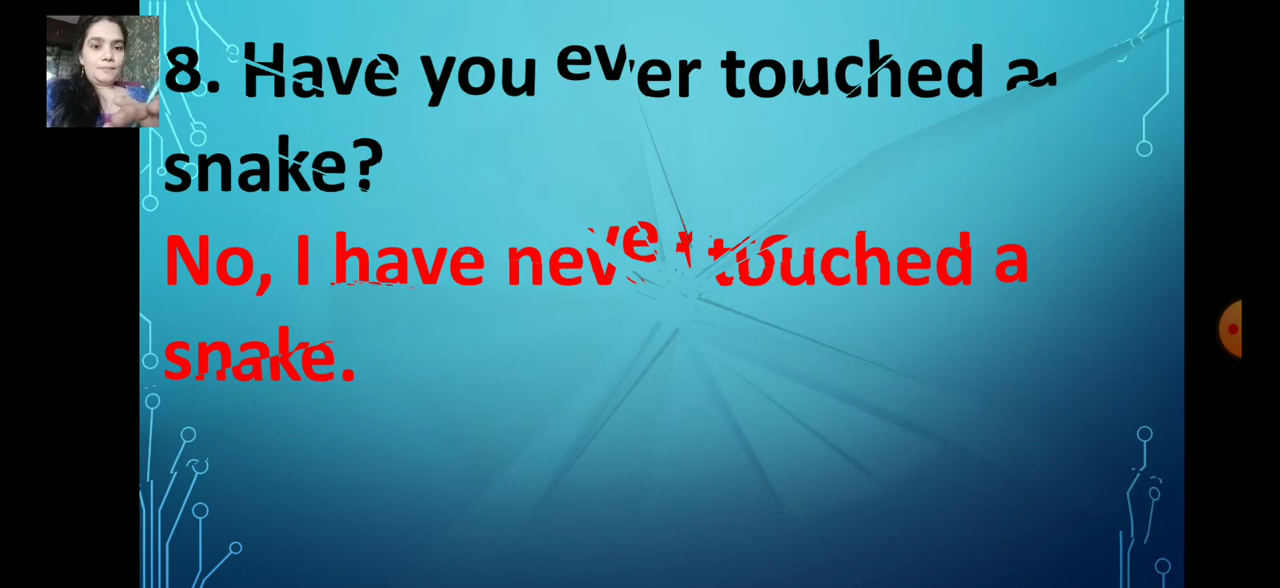 8. Have you ever touched a
snake?
No, I have never touched a
snake.